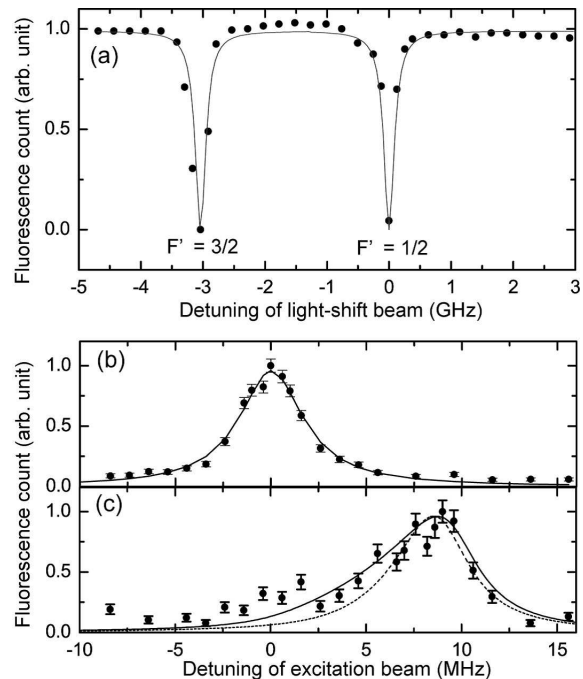 (a)
Fluorescence count (arb. unit)
1.0
0.5
0.0
F' = 3/2
F' = 1/2
-5 -4 -3 -2 -1 0 1 2 3
Detuning of light-shift beam (GHz)
(b)
Fluorescence count (arb. unit)
1.0
0.5
0.0
(c)
1.0
0.5
0.0
-10 -5 0 5 10 15
Detuning of excitation beam (MHz)